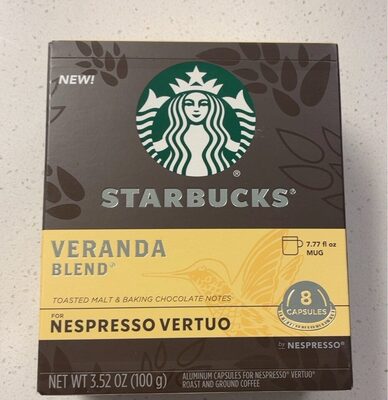 NEW!
STARBUCKS®
VERANDA
BLEND®
7.77 fl oz
MUG
TOASTED MALT & BAKING CHOCOLATE NOTES
8
CAPSULES
FOR NESPRESSO VERTUO
by NESPRESSO®
NET WT 3.52 OZ (100 g)
ALUMINUM CAPSULES FOR NESPRESSO® VERTUO®
ROAST AND GROUND COFFEE